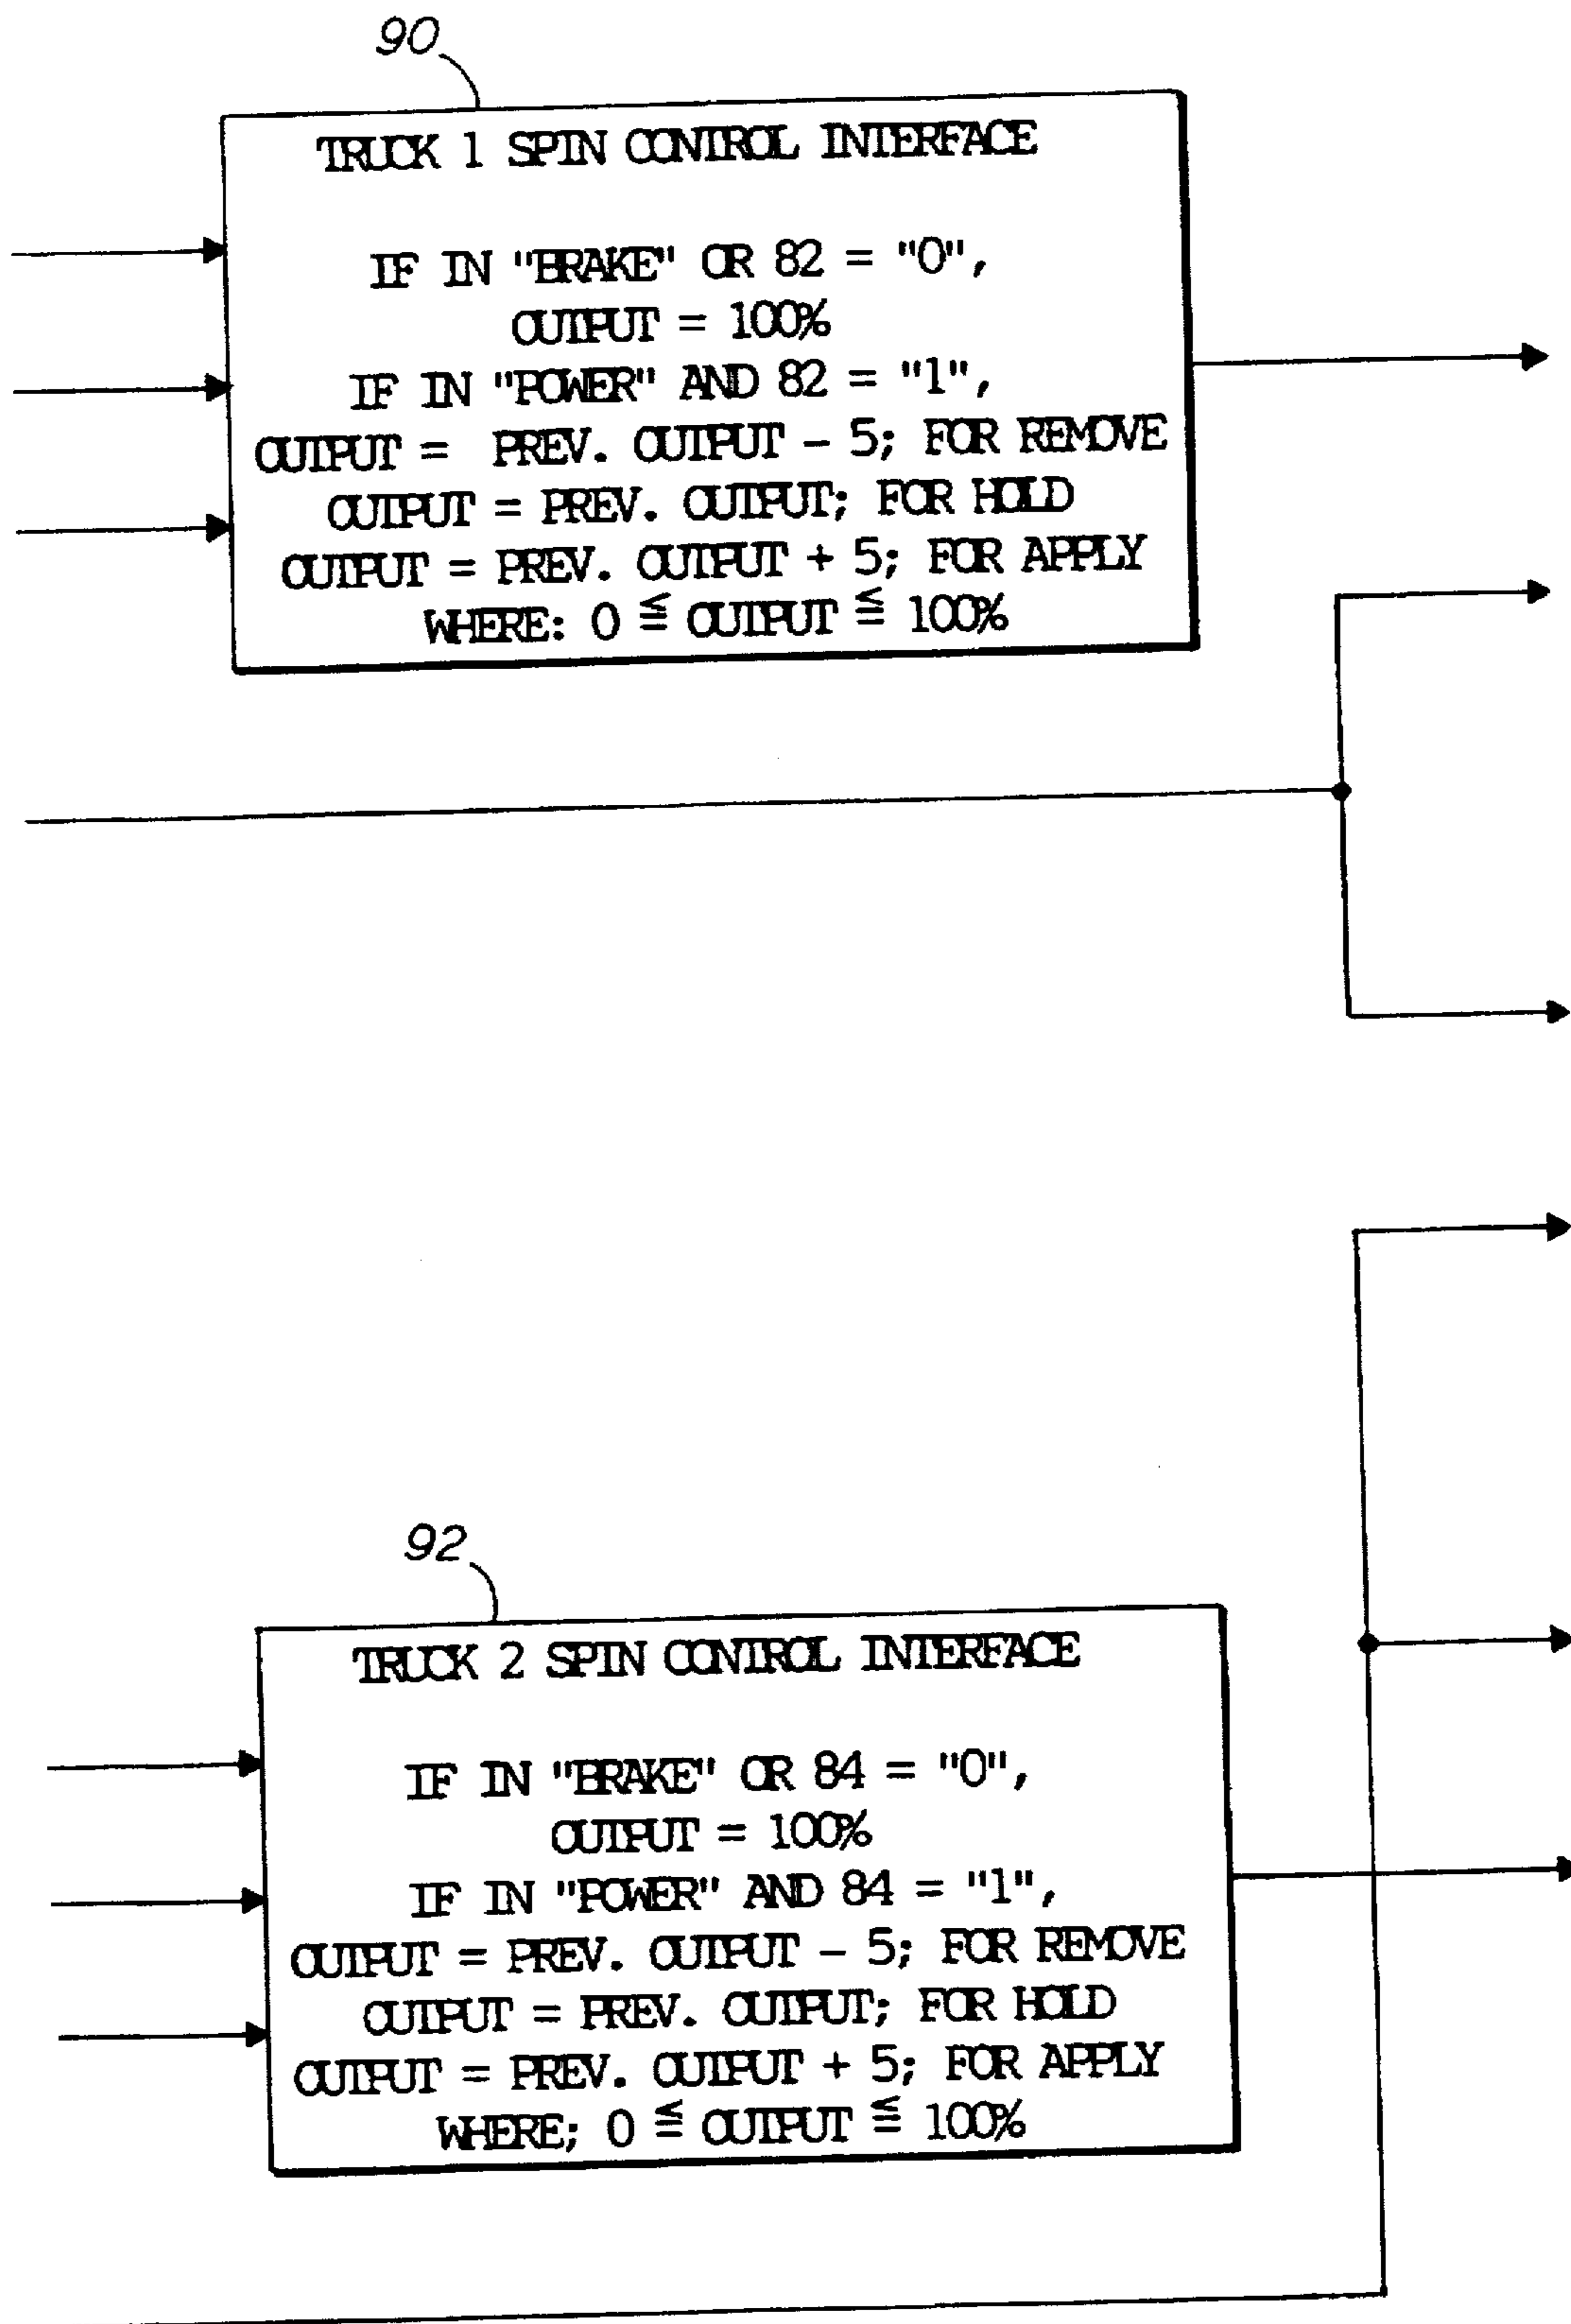 90
TRUCK 1 SPIN CONTROL INTERFACE
IF IN "BRAKE" OR 82 = "0",
OUTPUT = 100%
IF IN "POWER" AND 82 = "1",
OUTPUT = PREV. OUTPUT - 5; FOR REMOVE
OUTPUT = PREV. OUTPUT; FOR HOLD
OUTPUT = PREV. OUTPUT + 5; FOR APPLY
WHERE: 0 ≦ OUTPUT ≦ 100%
92
TRUCK 2 SPIN CONTROL INTERFACE
IF IN "BRAKE" OR 84 = "0",
OUTPUT = 100%
IF IN "POWER" AND 84 = "1",
OUTPUT = PREV. OUTPUT - 5; FOR REMOVE
OUTPUT = PREV. OUTPUT; FOR HOLD
OUTPUT = PREV. OUTPUT + 5; FOR APPLY
WHERE; 0 ≦ OUTPUT ≦ 100%